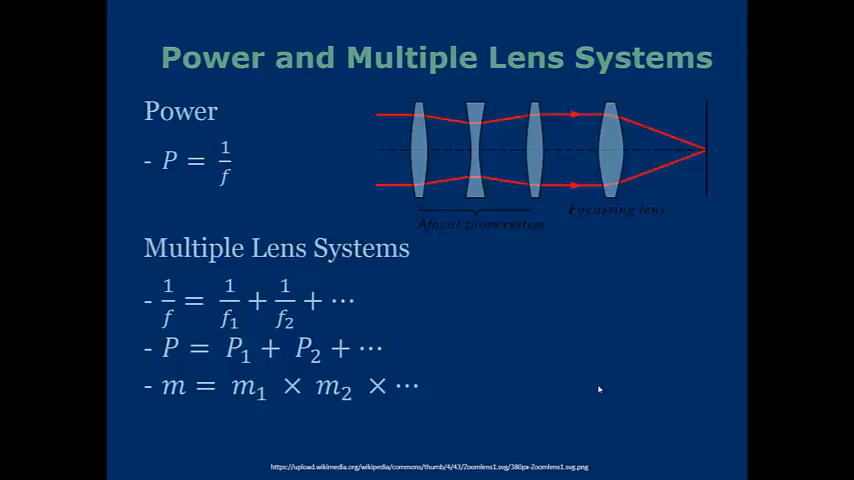 Power and Multiple Lens Systems
Power
- P = 1/f
Afocal zoom system
Focussing lens
Multiple Lens Systems
- 1/f = 1/f₁ + 1/f₂ + ⋯
- P = P₁ + P₂ + ⋯
- m = m₁ × m₂ × ⋯
https://upload.wikimedia.org/wikipedia/commons/thumb/4/43/Zoomlens1.svg/380px-Zoomlens1.svg.png